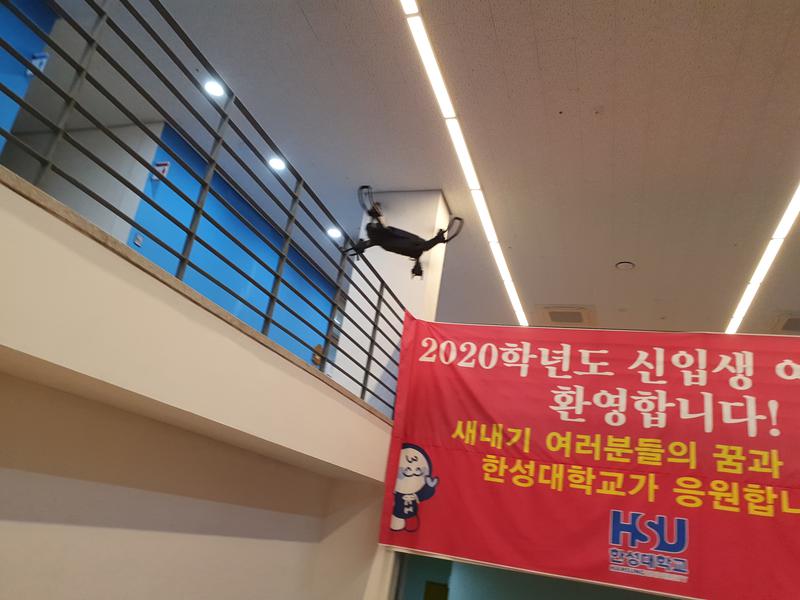 2020학년도 신입생 여
환영합니다!
새내기 여러분들의 꿈과
한성대학교가 응원합니
HSU
한성대학교